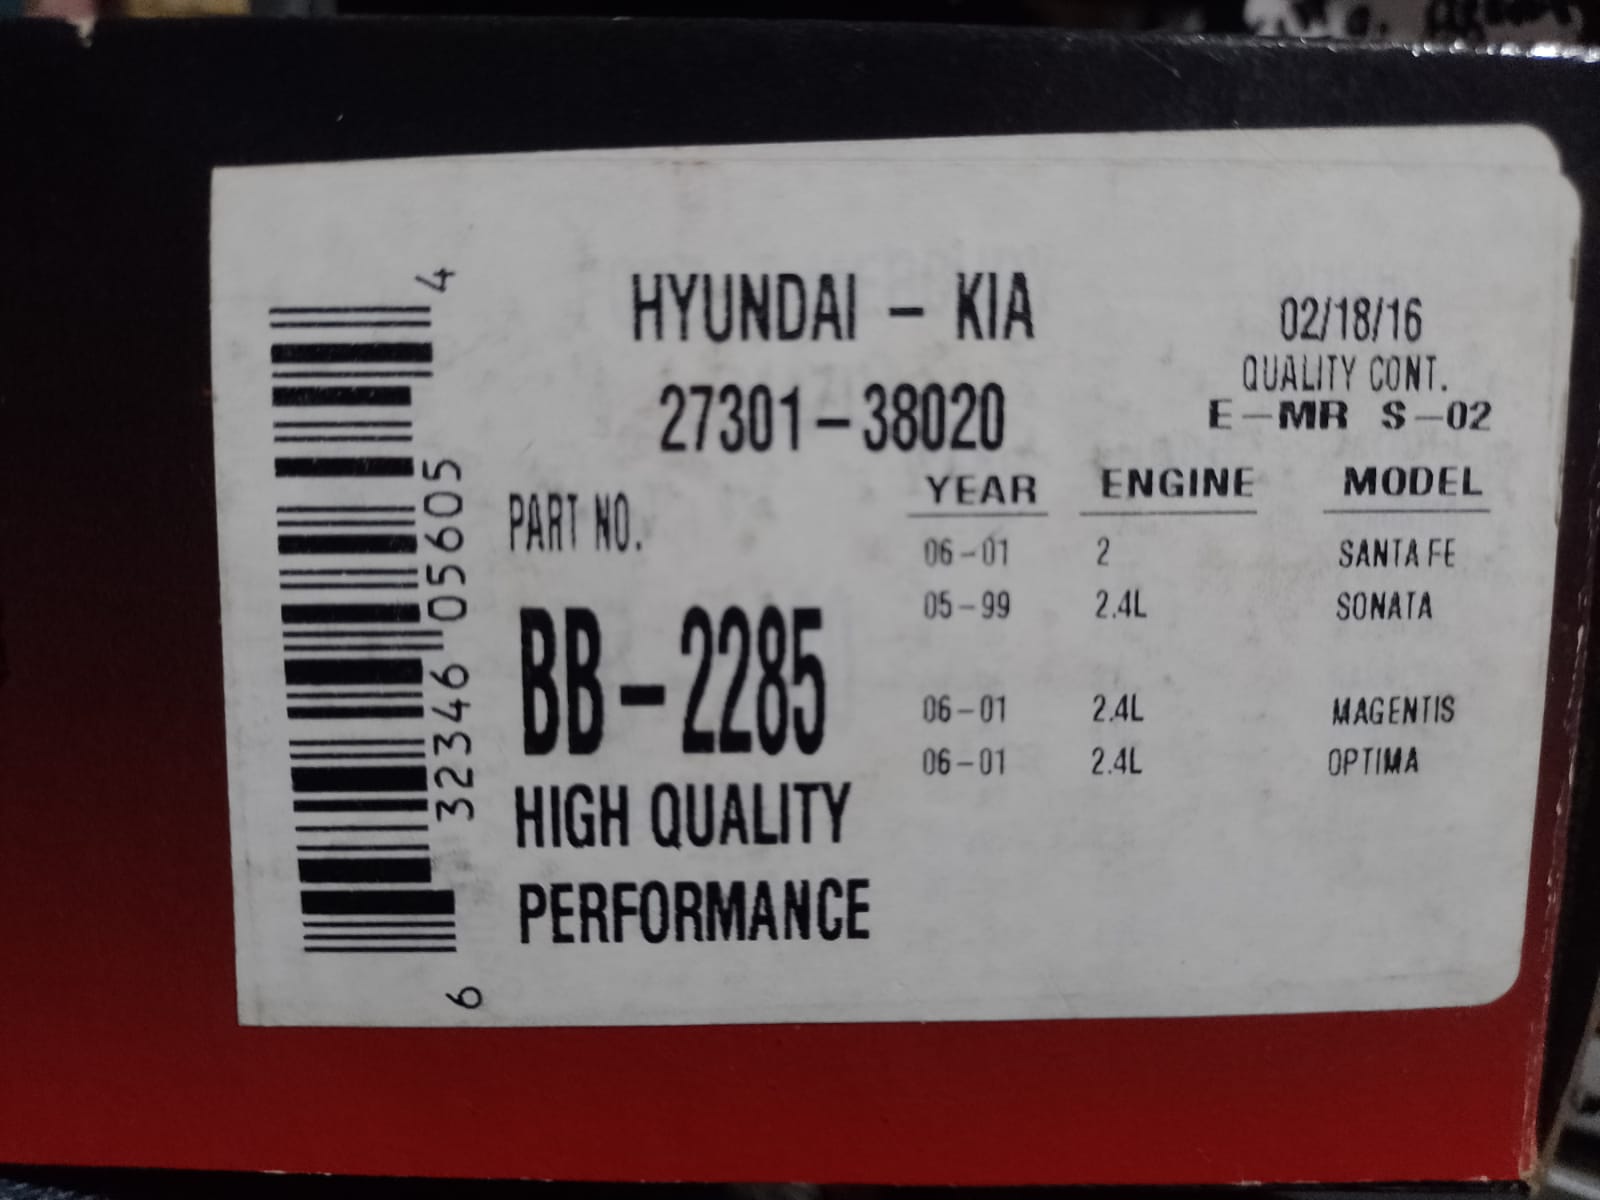 HYUNDAI - KIA
27301-38020
02/18/16
QUALITY CONT.
E-MR S-02
PART NO.
BB-2285
HIGH QUALITY
PERFORMANCE
YEAR ENGINE MODEL
06-01 2 SANTA FE
05-99 2.4L SONATA
06-01 2.4L MAGENTIS
06-01 2.4L OPTIMA
6 32346 05605 4